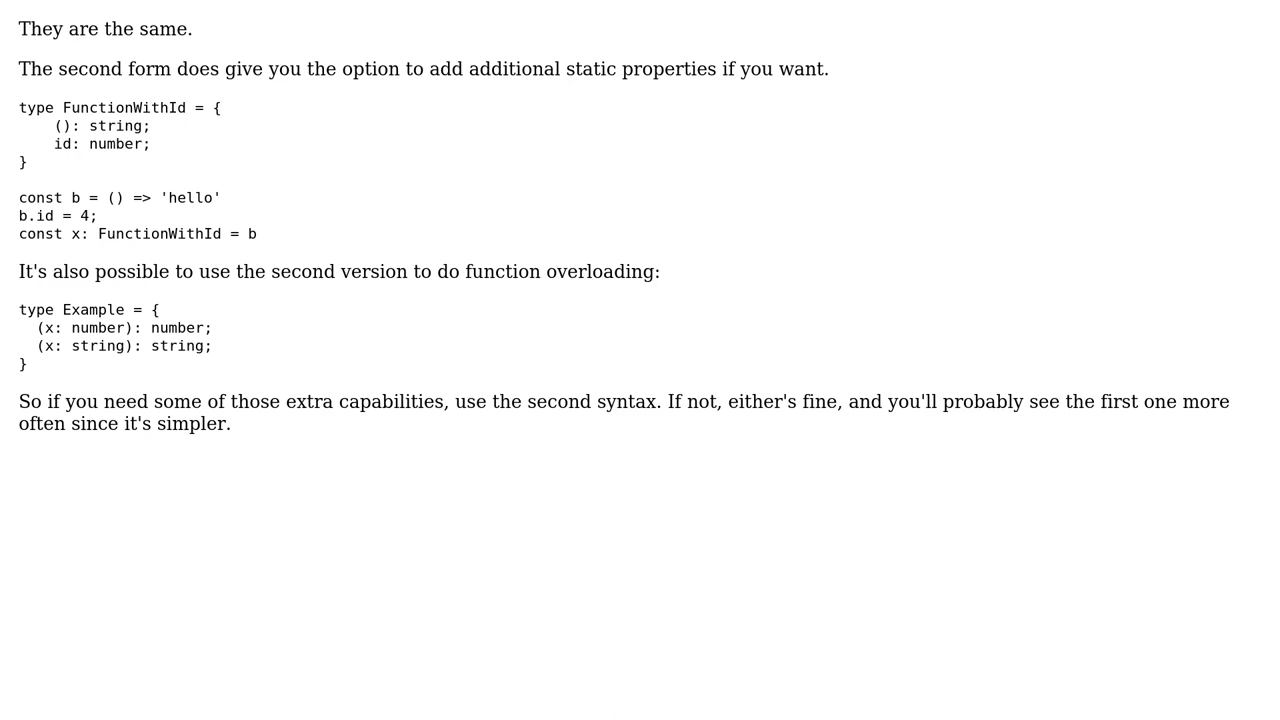 They are the same.
The second form does give you the option to add additional static properties if you want.
type FunctionWithId = {
    (): string;
    id: number;
}
const b = () => 'hello'
b.id = 4;
const x: FunctionWithId = b
It's also possible to use the second version to do function overloading:
type Example = {
  (x: number): number;
  (x: string): string;
}
So if you need some of those extra capabilities, use the second syntax. If not, either's fine, and you'll probably see the first one more
often since it's simpler.